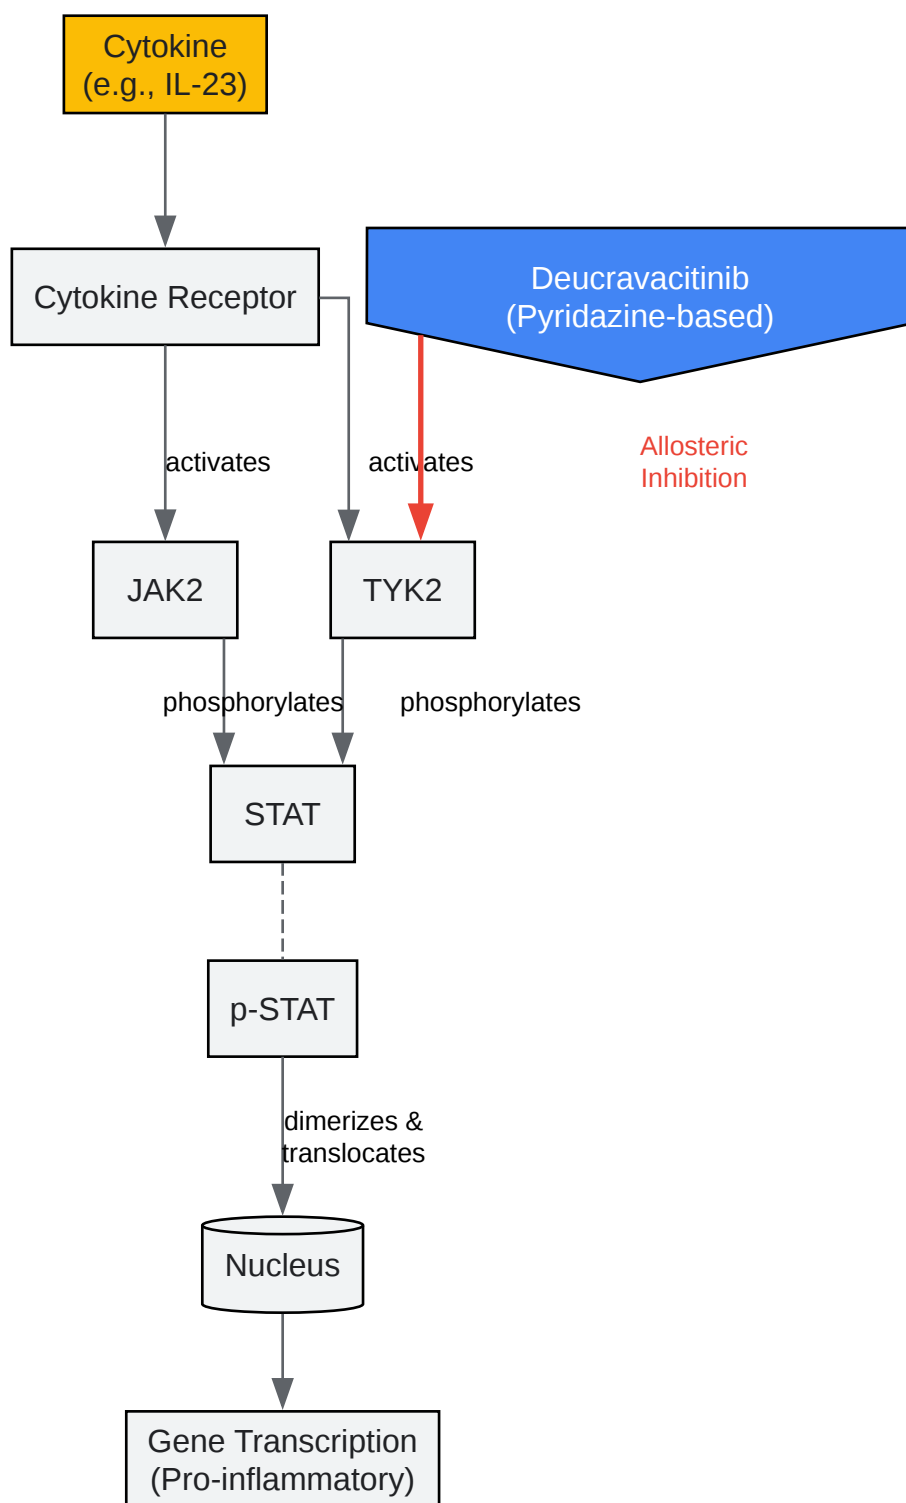 Cytokine
(e.g., IL-23)
Cytokine Receptor
Deucravacitinib
(Pyridazine-based)
activates
activates
Allosteric
Inhibition
JAK2
TYK2
phosphorylates
phosphorylates
STAT
p-STAT
dimerizes &
translocates
Nucleus
Gene Transcription
(Pro-inflammatory)